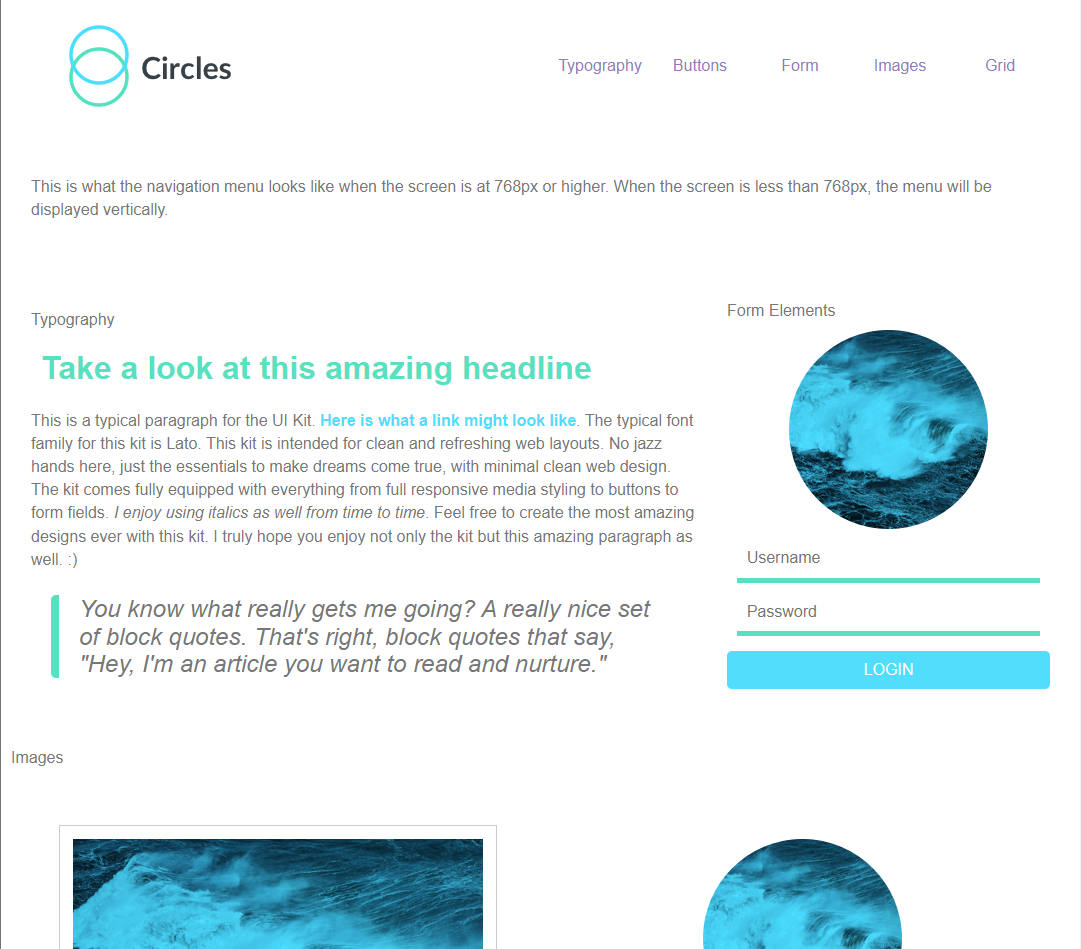 Circles
Typography Buttons Form Images Grid
This is what the navigation menu looks like when the screen is at 768px or higher. When the screen is less than 768px, the menu will be
displayed vertically.
Typography
Take a look at this amazing headline
This is a typical paragraph for the UI Kit. Here is what a link might look like. The typical font
family for this kit is Lato. This kit is intended for clean and refreshing web layouts. No jazz
hands here, just the essentials to make dreams come true, with minimal clean web design.
The kit comes fully equipped with everything from full responsive media styling to buttons to
form fields. I enjoy using italics as well from time to time. Feel free to create the most amazing
designs ever with this kit. I truly hope you enjoy not only the kit but this amazing paragraph as
well. :)
You know what really gets me going? A really nice set
of block quotes. That's right, block quotes that say,
"Hey, I'm an article you want to read and nurture."
Form Elements
Username
Password
LOGIN
Images